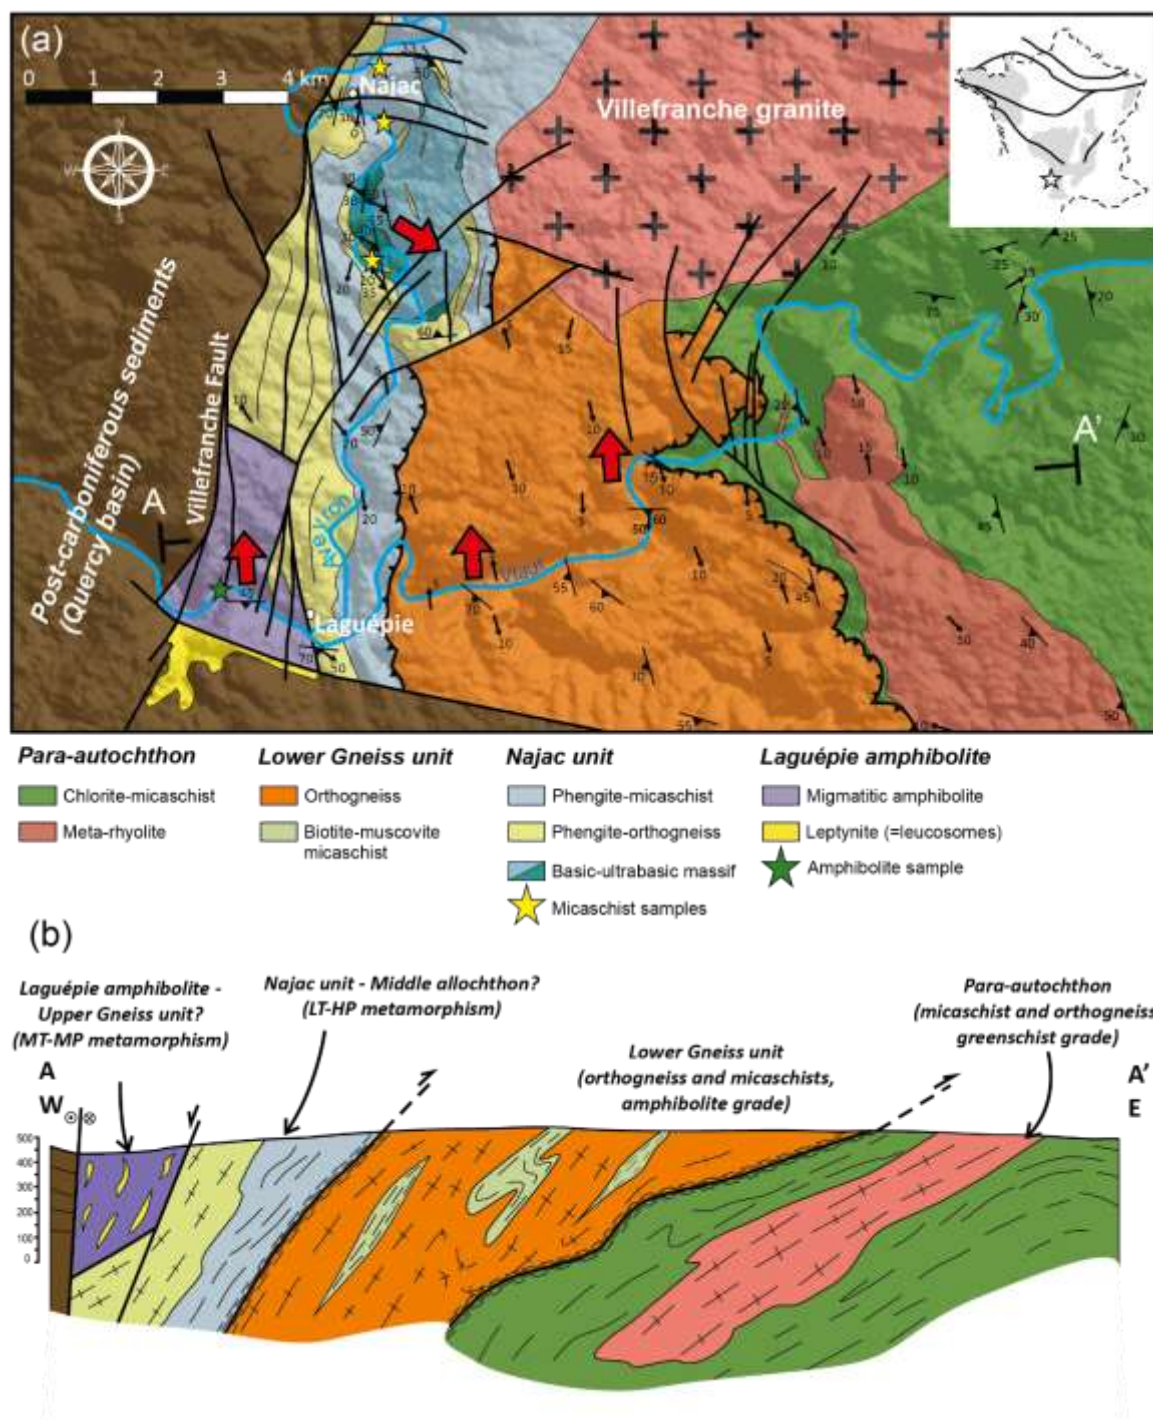 (a)
0 1 2 3 4 km
Najac
N
W E
S
Villefranche granite
Post-carboniferous sediments
(Quercy basin)
Villefranche Fault
A
A'
Aveyron
Viaur
Laguépie
Para-autochthon
Chlorite-micaschist
Meta-rhyolite
Lower Gneiss unit
Orthogneiss
Biotite-muscovite
micaschist
Najac unit
Phengite-micaschist
Phengite-orthogneiss
Basic-ultrabasic massif
Micaschist samples
Laguépie amphibolite
Migmatitic amphibolite
Leptynite (=leucosomes)
Amphibolite sample
(b)
Laguépie amphibolite -
Upper Gneiss unit?
(MT-MP metamorphism)
Najac unit - Middle allochthon?
(LT-HP metamorphism)
Lower Gneiss unit
(orthogneiss and micaschists,
amphibolite grade)
Para-autochthon
(micaschist and orthogneiss
greenschist grade)
A
W
A'
E
500
400
300
200
100
0